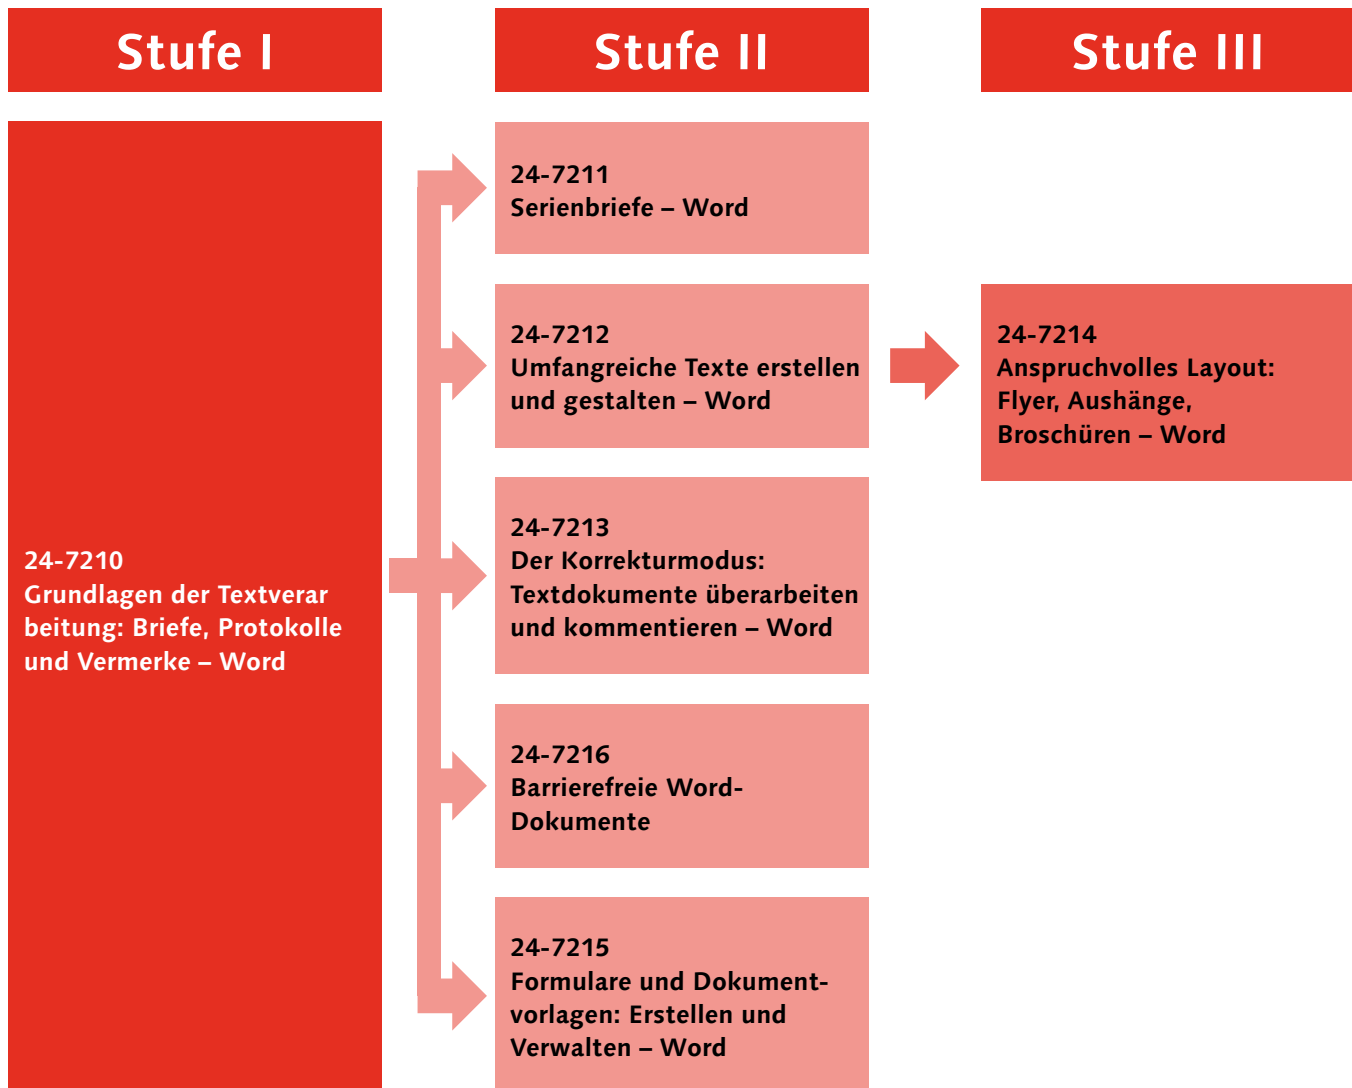 Stufe I
Stufe II
Stufe III
24-7210
Grundlagen der Textverar
beitung: Briefe, Protokolle
und Vermerke – Word
24-7211
Serienbriefe – Word
24-7212
Umfangreiche Texte erstellen
und gestalten – Word
24-7213
Der Korrekturmodus:
Textdokumente überarbeiten
und kommentieren – Word
24-7216
Barrierefreie Word-
Dokumente
24-7215
Formulare und Dokument-
vorlagen: Erstellen und
Verwalten – Word
24-7214
Anspruchvolles Layout:
Flyer, Aushänge,
Broschüren – Word